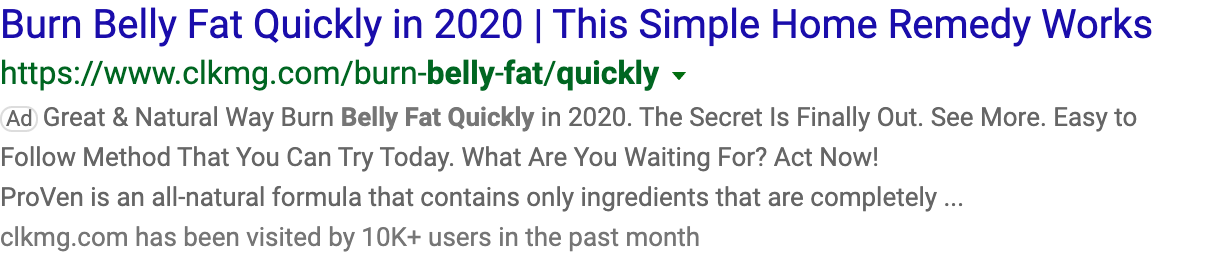 Burn Belly Fat Quickly in 2020 | This Simple Home Remedy Works
https://www.clkmg.com/burn-belly-fat/quickly
Ad Great & Natural Way Burn Belly Fat Quickly in 2020. The Secret Is Finally Out. See More. Easy to
Follow Method That You Can Try Today. What Are You Waiting For? Act Now!
ProVen is an all-natural formula that contains only ingredients that are completely ...
clkmg.com has been visited by 10K+ users in the past month